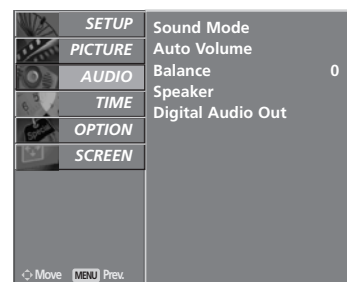 SETUP
PICTURE
AUDIO
TIME
OPTION
SCREEN
Sound Mode
Auto Volume
Balance 0
Speaker
Digital Audio Out
Move MENU Prev.